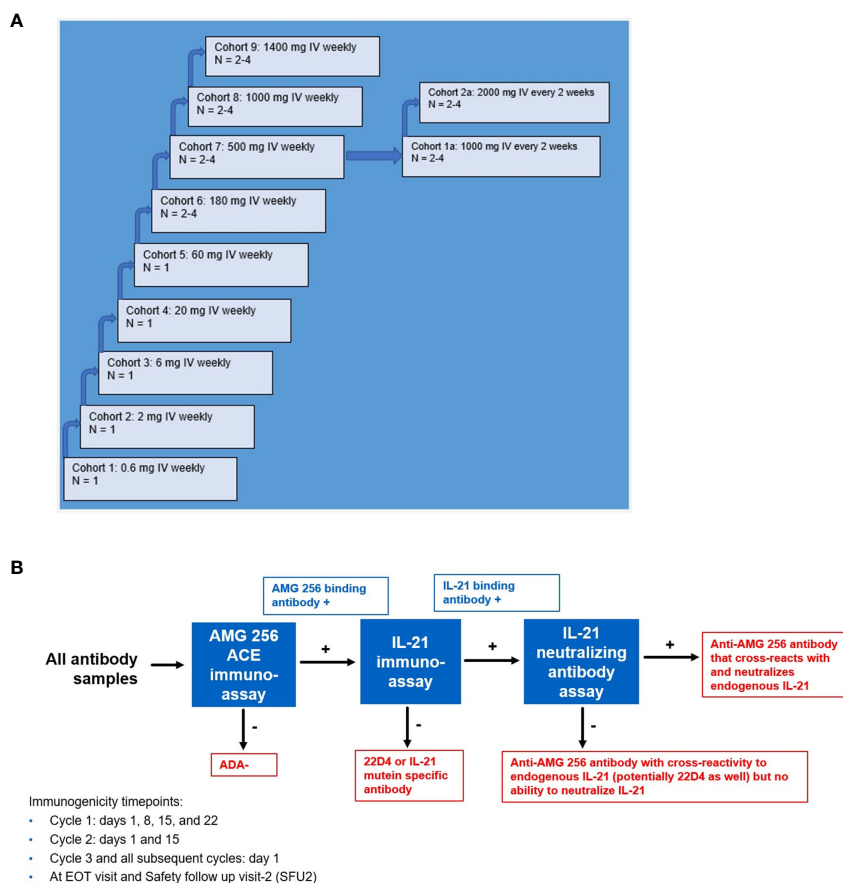 A
Cohort 9: 1400 mg IV weekly
N = 2-4
Cohort 8: 1000 mg IV weekly
N = 2-4
Cohort 2a: 2000 mg IV every 2 weeks
N = 2-4
Cohort 7: 500 mg IV weekly
N = 2-4
Cohort 1a: 1000 mg IV every 2 weeks
N = 2-4
Cohort 6: 180 mg weekly
N = 2-4
Cohort 5: 60 mg IV weekly
N = 1
Cohort 4: 20 mg IV weekly
N = 1
Cohort 3: 6 mg IV weekly
N = 1
Cohort 2: 2 mg IV weekly
N = 1
Cohort 1: 0.6 mg IV weekly
N = 1
B
AMG 256 binding
antibody +
IL-21 binding
antibody +
All antibody
samples
AMG 256
ACE
immuno-
assay
+
IL-21
immuno-
assay
+
IL-21
neutralizing
antibody
assay
+
Anti-AMG 256 antibody
that cross-reacts with
and neutralizes
endogenous IL-21
-
-
-
ADA-
22D4 or IL-21
mutein specific
antibody
Anti-AMG 256 antibody with cross-reactivity to
endogenous IL-21 (potentially 22D4 as well) but no
ability to neutralize IL-21
Immunogenicity timepoints:
• Cycle 1: days 1, 8, 15, and 22
• Cycle 2: days 1 and 15
• Cycle 3 and all subsequent cycles: day 1
• At EOT visit and Safety follow up visit-2 (SFU2)